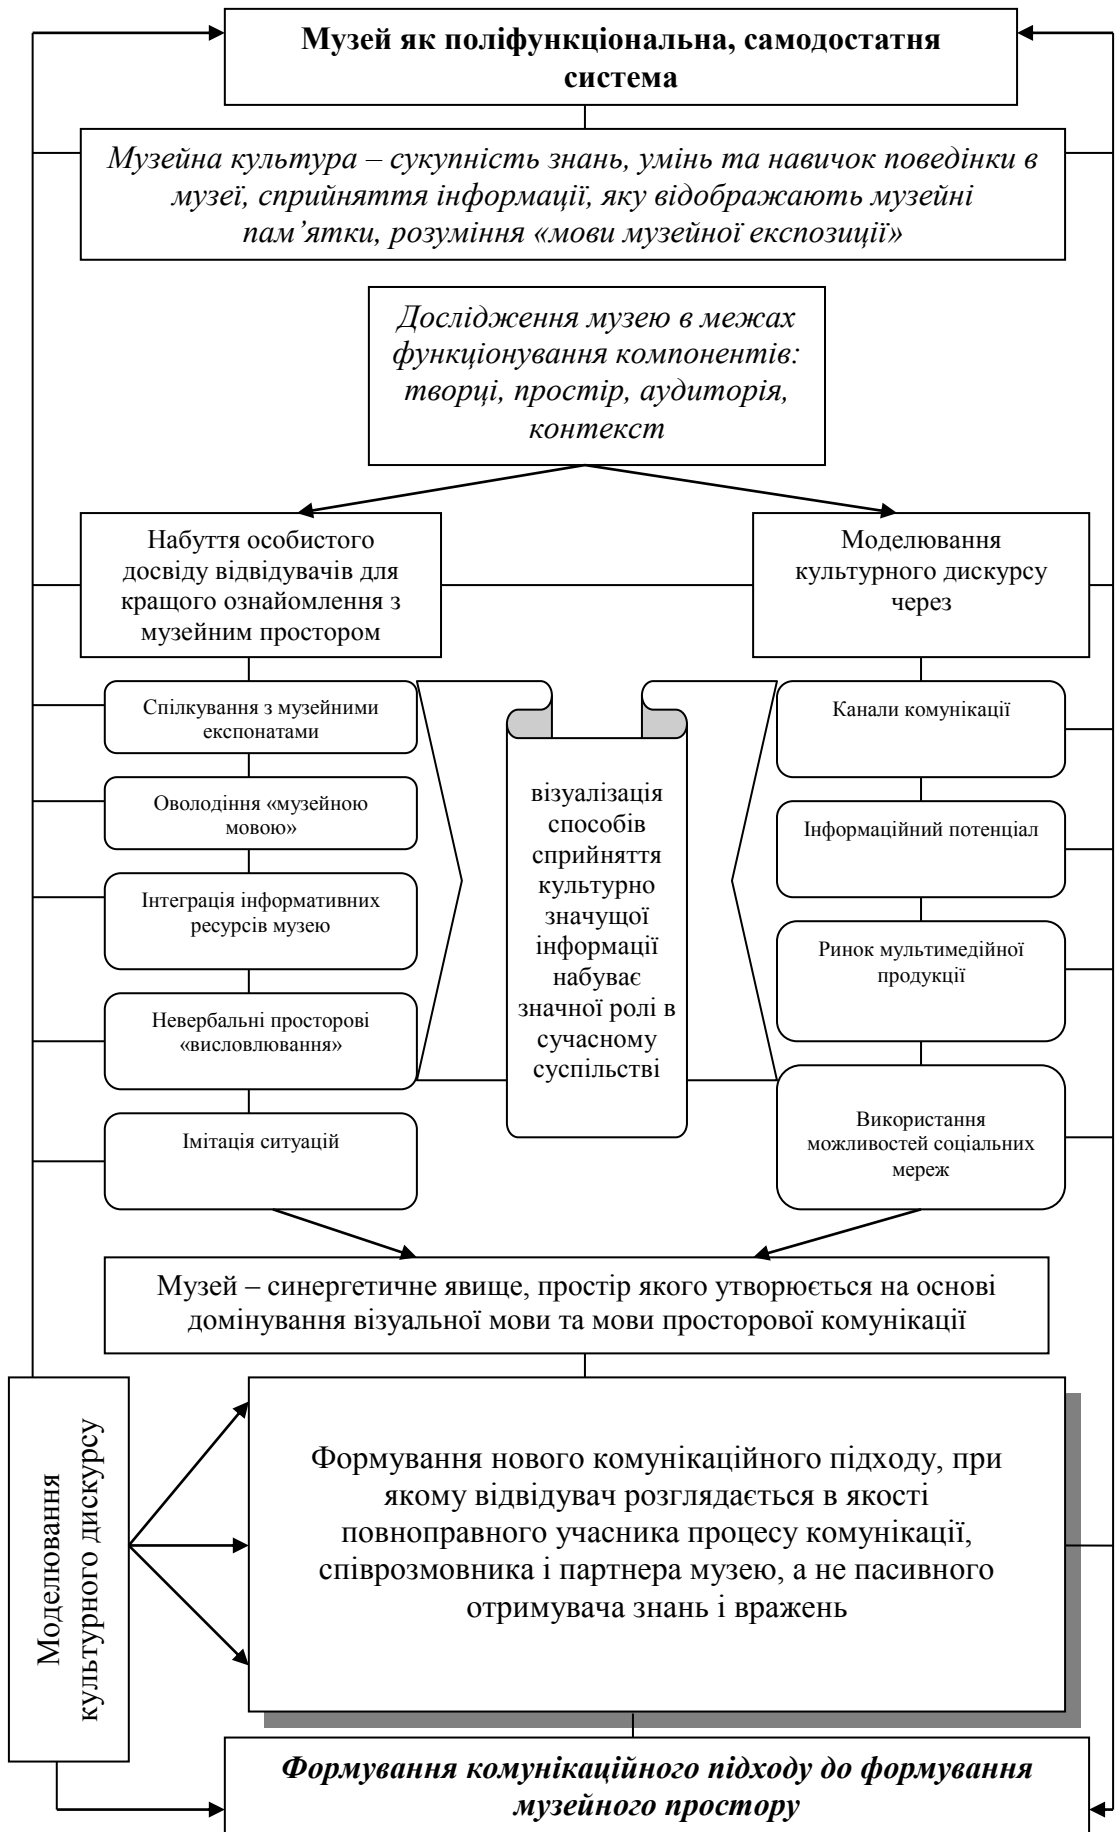 Музей як поліфункціональна, самодостатня
система
Музейна культура – сукупність знань, умінь та навичок поведінки в
музеї, сприйняття інформації, яку відображають музейні
пам’ятки, розуміння «мови музейної експозиції»
Дослідження музею в межах
функціонування компонентів:
творці, простір, аудиторія,
контекст
Набуття особистого
досвіду відвідувачів для
кращого ознайомлення з
музейним простором
Моделювання
культурного дискурсу
через
Спілкування з музейними
експонатами
Оволодіння «музейною
мовою»
Інтеграція інформативних
ресурсів музею
Невербальні просторові
«висловлювання»
Імітація ситуацій
візуалізація
способів
сприйняття
культурно
значущої
інформації
набуває
значної ролі в
сучасному
суспільстві
Канали комунікації
Інформаційний потенціал
Ринок мультимедійної
продукції
Використання
можливостей соціальних
мереж
Музей – синергетичне явище, простір якого утворюється на основі
домінування візуальної мови та мови просторової комунікації
Моделювання
культурного дискурсу
Формування нового комунікаційного підходу, при
якому відвідувач розглядається в якості
повноправного учасника процесу комунікації,
співрозмовника і партнера музею, а не пасивного
отримувача знань і вражень
Формування комунікаційного підходу до формування
музейного простору